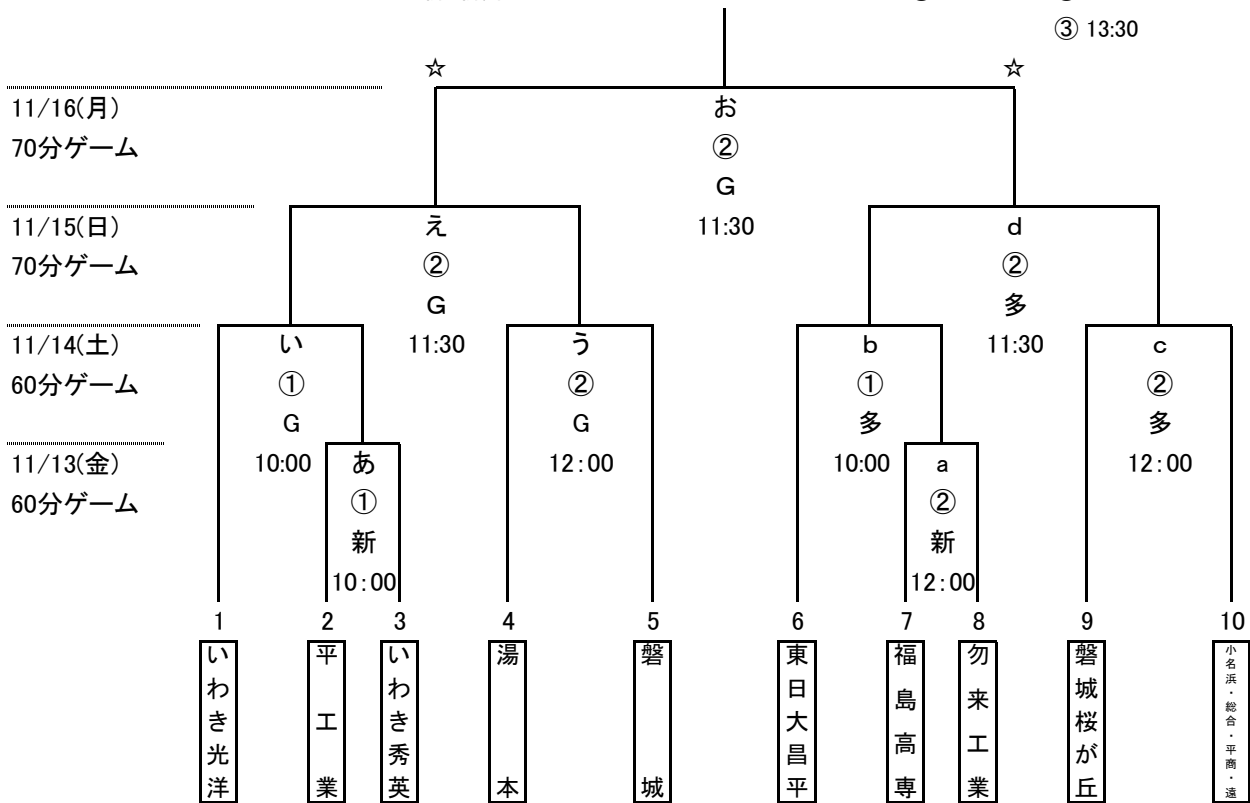 ③ 13:30
☆ ☆
11/16(月)
70分ゲーム
お
②
G
11:30
11/15(日)
70分ゲーム
え
②
G
11:30
d
②
多
11:30
11/14(土)
60分ゲーム
い
①
G
10:00
う
②
G
12:00
b
①
多
10:00
c
②
多
12:00
11/13(金)
60分ゲーム
あ
①
新
10:00
a
②
新
12:00
1 2 3 4 5 6 7 8 9 10
いわき光洋
平工業
いわき秀英
湯本
磐城
東日大昌平
福島高専
勿来工業
磐城桜が丘
小名浜・総合・平商・遠